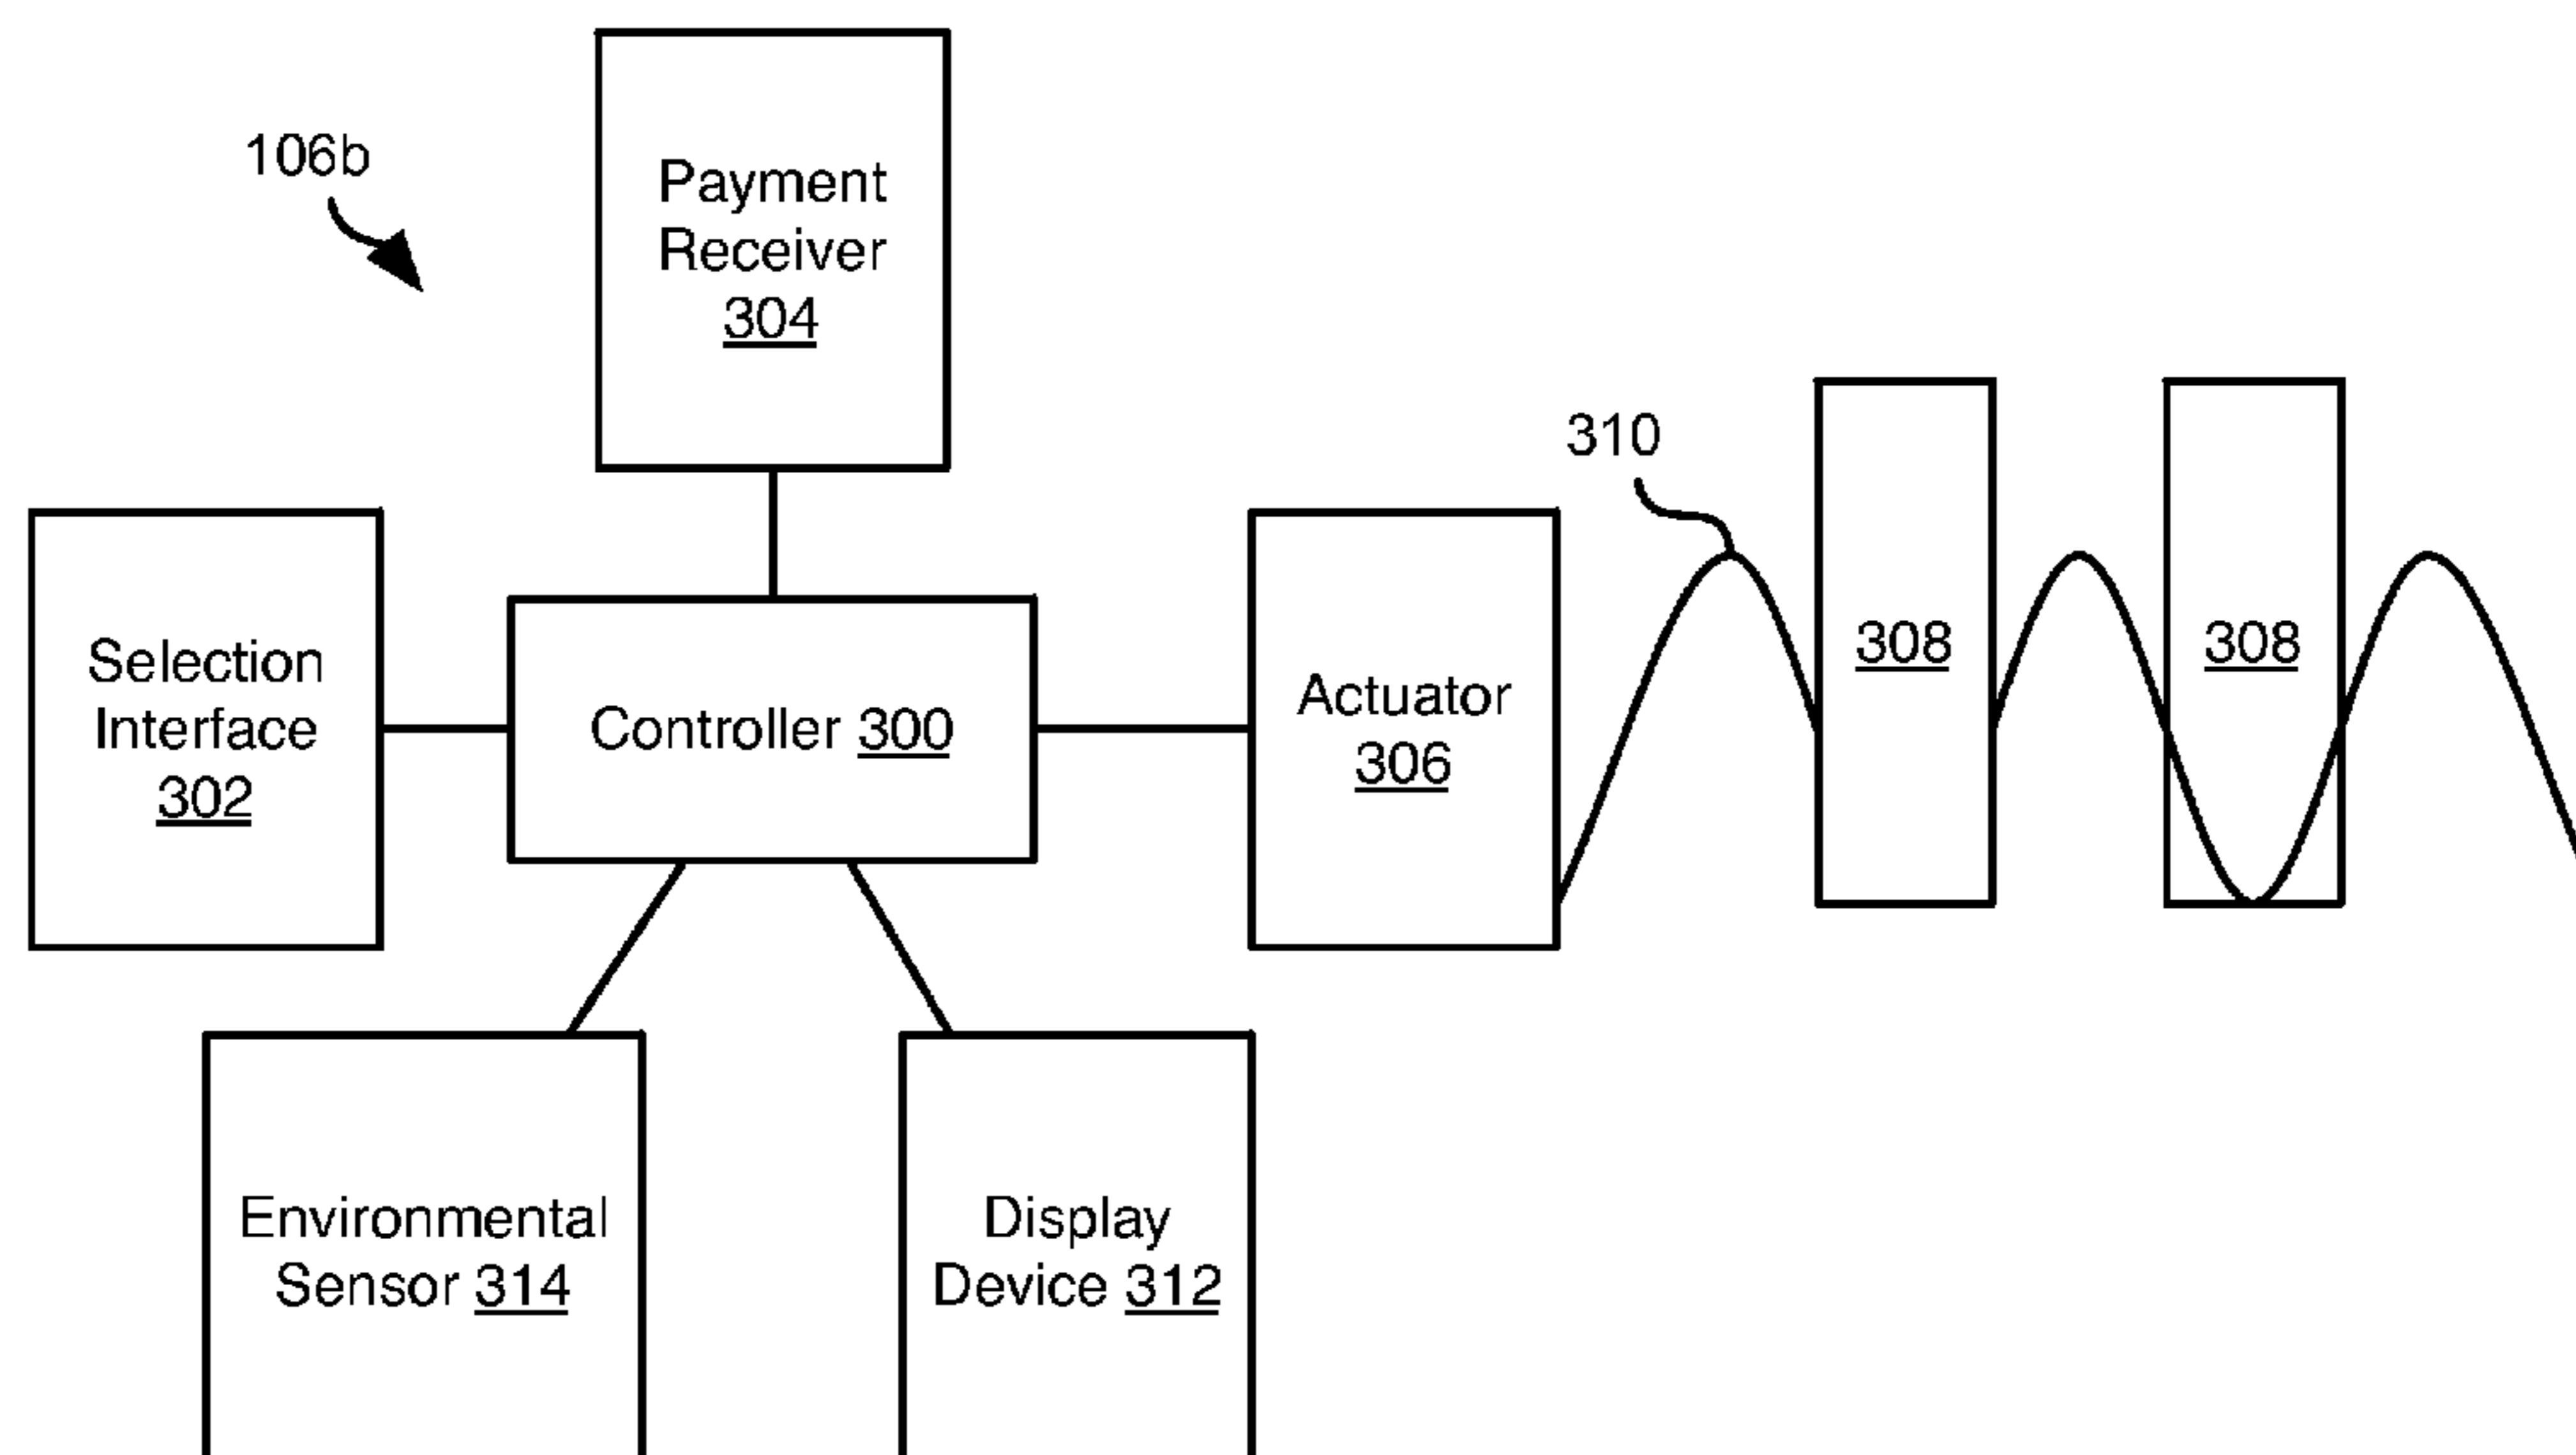 106b
Payment
Receiver
304
310
Selection
Interface
302
Controller 300
Actuator
306
308
308
Environmental
Sensor 314
Display
Device 312